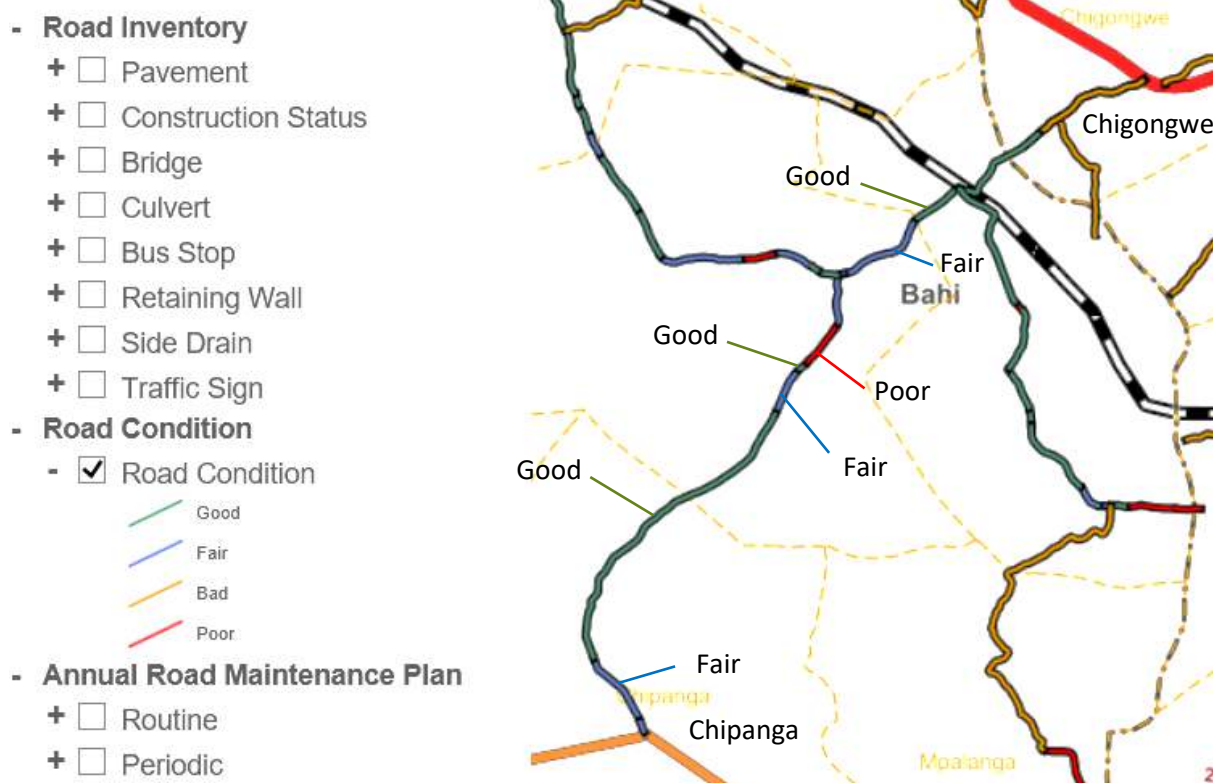 - Road Inventory
+ Pavement
+ Construction Status
+ Bridge
+ Culvert
+ Bus Stop
+ Retaining Wall
+ Side Drain
+ Traffic Sign
- Road Condition
- Road Condition
Good
Fair
Bad
Poor
- Annual Road Maintenance Plan
+ Routine
+ Periodic
Chigongwe
Chigongwe
Good
Fair
Bahi
Good
Poor
Fair
Good
Fair
Chipanga
Chipanga
Mpalanga
2